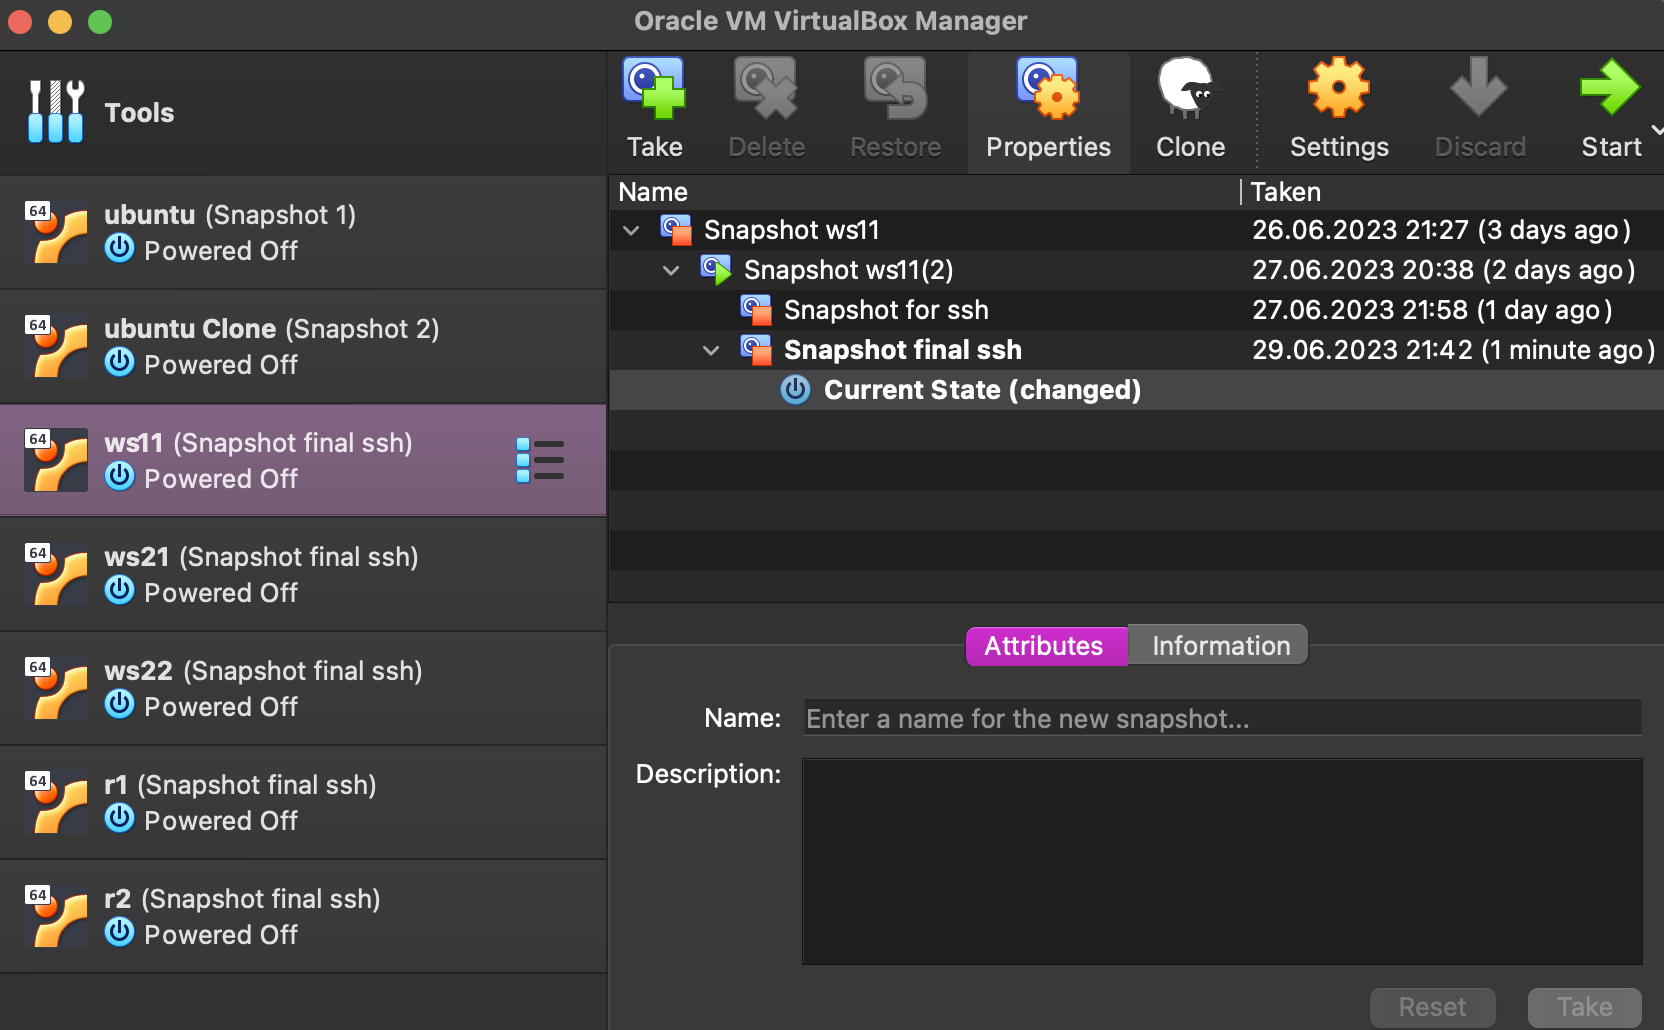 Oracle VM VirtualBox Manager
Tools
Take
Delete
Restore
Properties
Clone
Settings
Discard
Start
64
ubuntu (Snapshot 1)
Powered Off
64
ubuntu Clone (Snapshot 2)
Powered Off
64
ws11 (Snapshot final ssh)
Powered Off
64
ws21 (Snapshot final ssh)
Powered Off
64
ws22 (Snapshot final ssh)
Powered Off
64
r1 (Snapshot final ssh)
Powered Off
64
r2 (Snapshot final ssh)
Powered Off
Name Taken
Snapshot ws11 26.06.2023 21:27 (3 days ago)
Snapshot ws11(2) 27.06.2023 20:38 (2 days ago)
Snapshot for ssh 27.06.2023 21:58 (1 day ago)
Snapshot final ssh 29.06.2023 21:42 (1 minute ago)
Current State (changed)
Attributes Information
Name: Enter a name for the new snapshot...
Description:
Reset Take